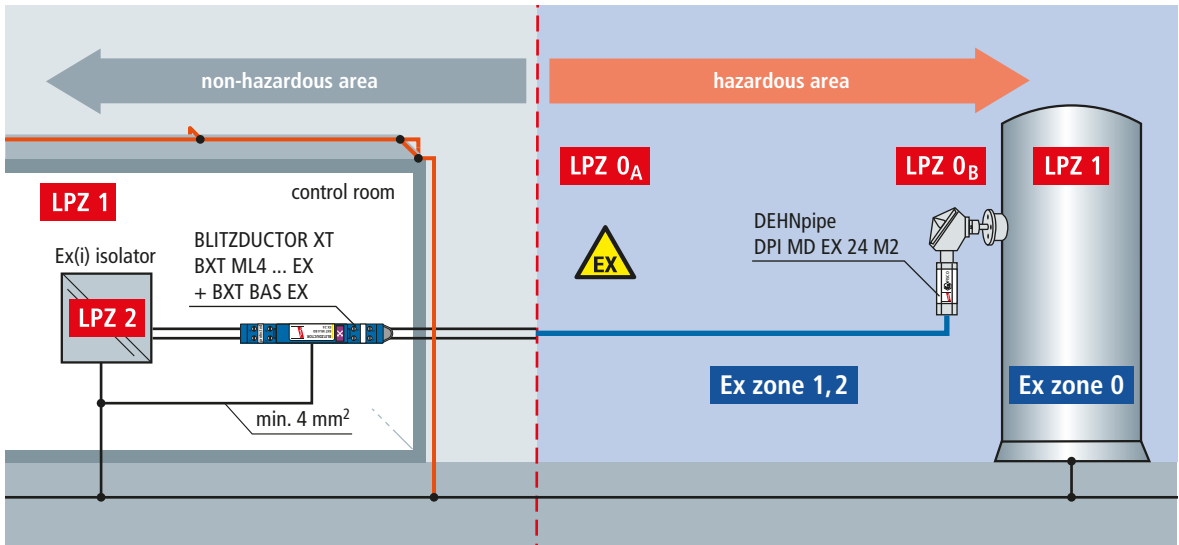 non-hazardous area
hazardous area
LPZ 0A
LPZ 0B
LPZ 1
LPZ 1
control room
BLITZDUCTOR XT
BXT ML4 ... EX
+ BXT BAS EX
Ex(i) isolator
LPZ 2
min. 4 mm²
EX
DEHNpipe
DPI MD EX 24 M2
Ex zone 1, 2
Ex zone 0